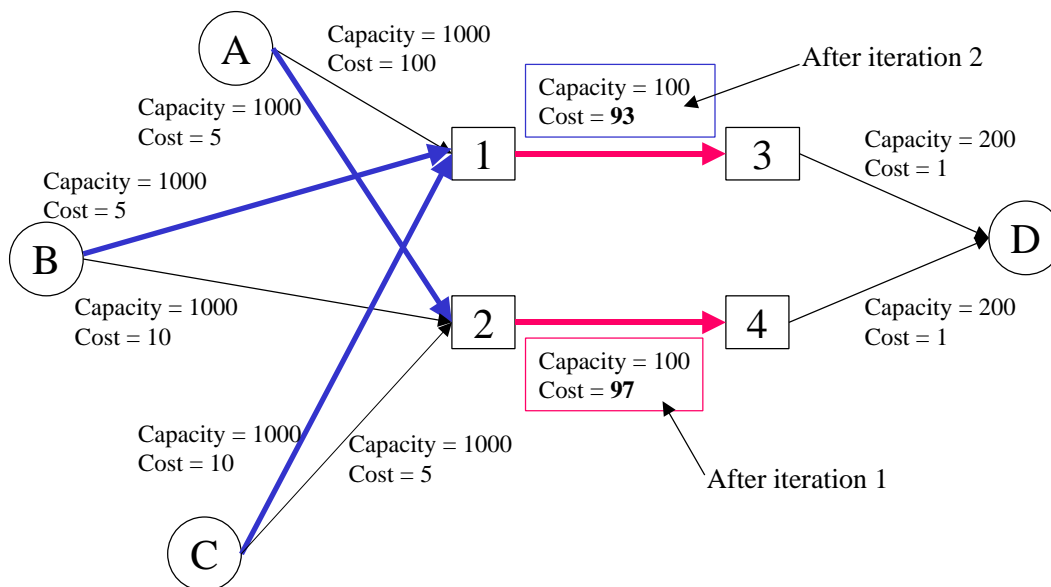 A
Capacity = 1000
Cost = 100
After iteration 2
Capacity = 100
Cost = 93
Capacity = 1000
Cost = 5
1
3
Capacity = 200
Cost = 1
Capacity = 1000
Cost = 5
B
D
Capacity = 1000
Cost = 10
2
4
Capacity = 200
Cost = 1
Capacity = 100
Cost = 97
Capacity = 1000
Cost = 10
Capacity = 1000
Cost = 5
After iteration 1
C